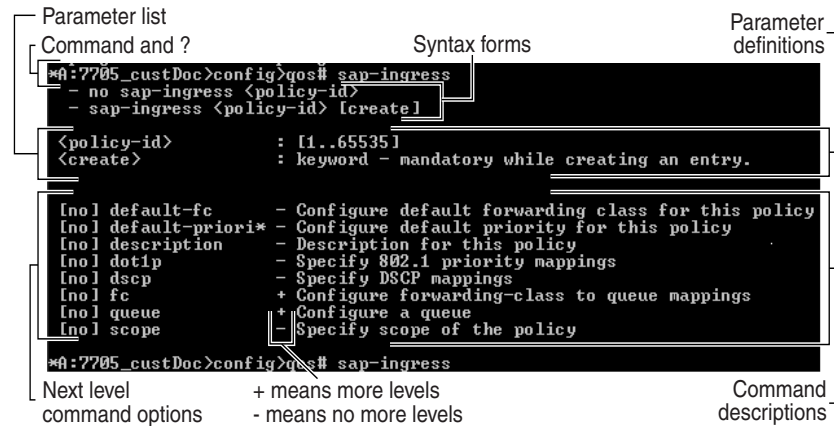 Parameter list
Command and ?
Syntax forms
Parameter
definitions
*A:7705_custDoc>config>qos# sap-ingress
- no sap-ingress <policy-id>
- sap-ingress <policy-id> [create]
<policy-id> : [1..65535]
<create> : keyword - mandatory while creating an entry.
[no] default-fc - Configure default forwarding class for this policy
[no] default-priori* - Configure default priority for this policy
[no] description - Description for this policy
[no] dot1p - Specify 802.1 priority mappings
[no] dscp - Specify DSCP mappings
[no] fc + Configure forwarding-class to queue mappings
[no] queue + Configure a queue
[no] scope - Specify scope of the policy
*A:7705_custDoc>config>qos# sap-ingress
Next level
command options
+ means more levels
- means no more levels
Command
descriptions